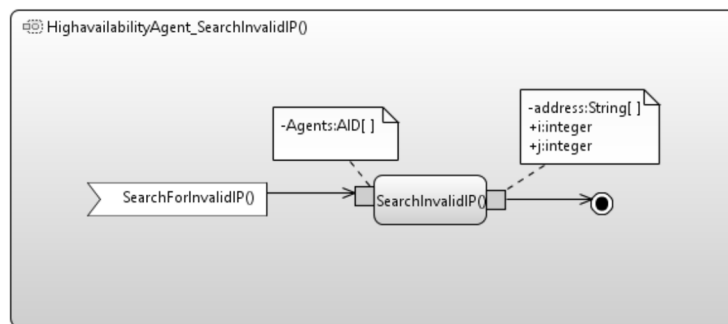 HighavailabilityAgent_SearchInvalidIP()
-Agents:AID[ ]
-address:String[ ]
+i:integer
+j:integer
SearchForInvalidIP()
SearchInvalidIP()